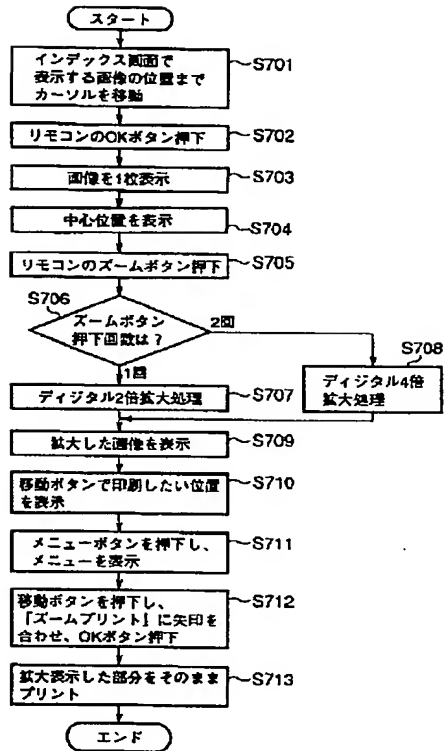 スタート
インデックス画面で
表示する画像の位置まで
カーソルを移動
S701
リモコンのOKボタン押下
S702
画像を1枚表示
S703
中心位置を表示
S704
リモコンのズームボタン押下
S705
S706
ズームボタン
押下回数は？
2回
1回
S708
ディジタル4倍
拡大処理
ディジタル2倍拡大処理
S707
拡大した画像を表示
S709
移動ボタンで印刷したい位置
を表示
S710
メニューボタンを押下し、
メニューを表示
S711
移動ボタンを押下し、
「ズームプリント」に矢印を
合わせ、OKボタン押下
S712
拡大表示した部分をそのまま
プリント
S713
エンド